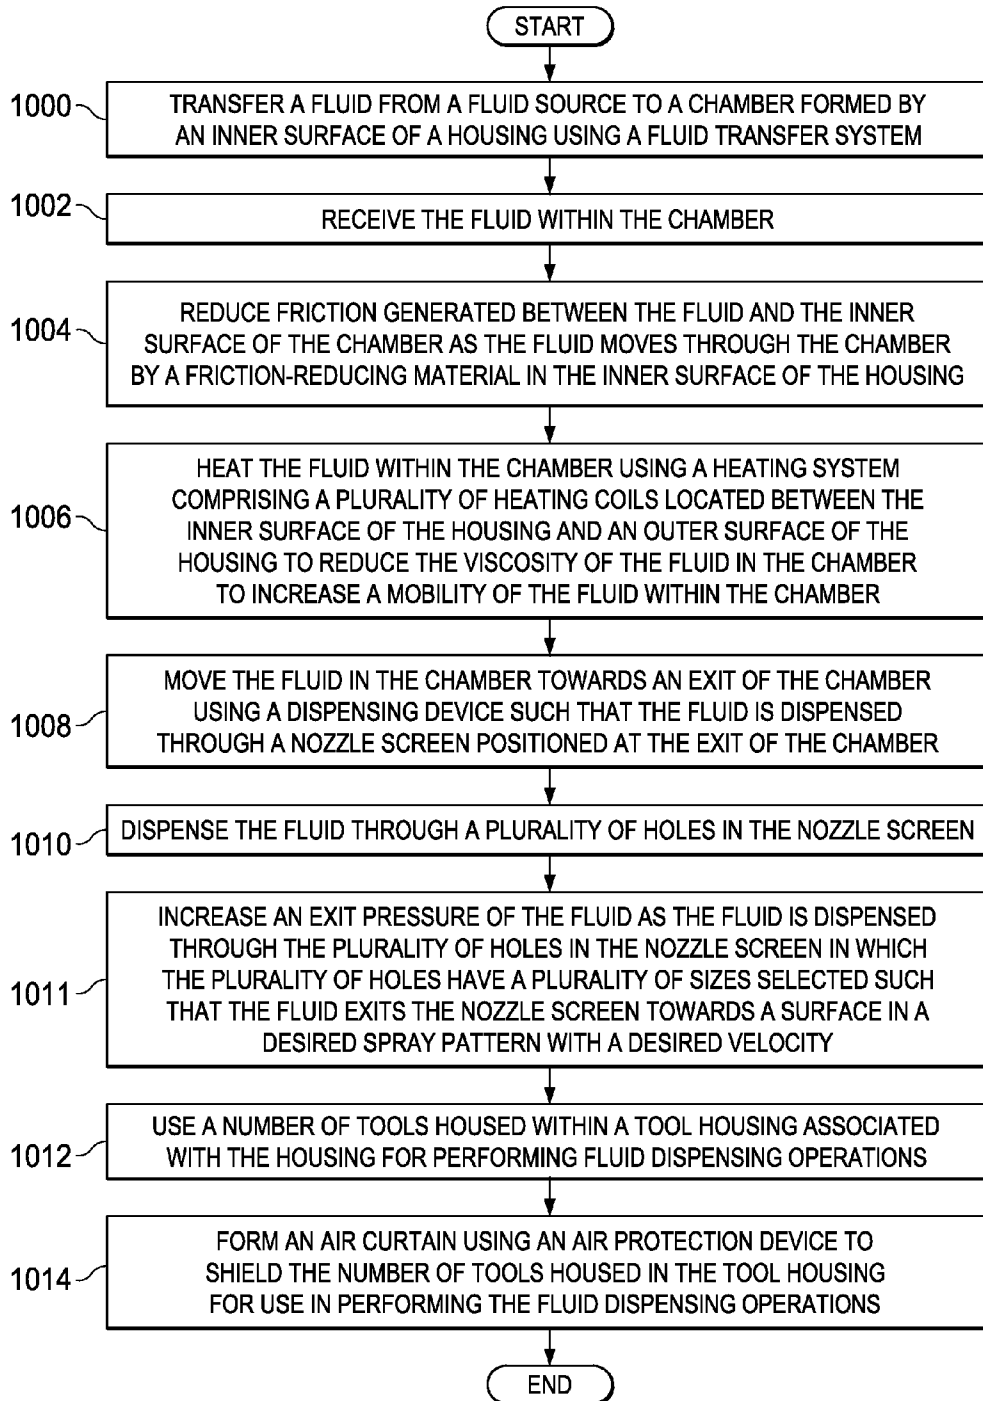 START
1000
TRANSFER A FLUID FROM A FLUID SOURCE TO A CHAMBER FORMED BY
AN INNER SURFACE OF A HOUSING USING A FLUID TRANSFER SYSTEM
1002
RECEIVE THE FLUID WITHIN THE CHAMBER
1004
REDUCE FRICTION GENERATED BETWEEN THE FLUID AND THE INNER
SURFACE OF THE CHAMBER AS THE FLUID MOVES THROUGH THE CHAMBER
BY A FRICTION-REDUCING MATERIAL IN THE INNER SURFACE OF THE HOUSING
1006
HEAT THE FLUID WITHIN THE CHAMBER USING A HEATING SYSTEM
COMPRISING A PLURALITY OF HEATING COILS LOCATED BETWEEN THE
INNER SURFACE OF THE HOUSING AND AN OUTER SURFACE OF THE
HOUSING TO REDUCE THE VISCOSITY OF THE FLUID IN THE CHAMBER
TO INCREASE A MOBILITY OF THE FLUID WITHIN THE CHAMBER
1008
MOVE THE FLUID IN THE CHAMBER TOWARDS AN EXIT OF THE CHAMBER
USING A DISPENSING DEVICE SUCH THAT THE FLUID IS DISPENSED
THROUGH A NOZZLE SCREEN POSITIONED AT THE EXIT OF THE CHAMBER
1010
DISPENSE THE FLUID THROUGH A PLURALITY OF HOLES IN THE NOZZLE SCREEN
1011
INCREASE AN EXIT PRESSURE OF THE FLUID AS THE FLUID IS DISPENSED
THROUGH THE PLURALITY OF HOLES IN THE NOZZLE SCREEN IN WHICH
THE PLURALITY OF HOLES HAVE A PLURALITY OF SIZES SELECTED SUCH
THAT THE FLUID EXITS THE NOZZLE SCREEN TOWARDS A SURFACE IN A
DESIRED SPRAY PATTERN WITH A DESIRED VELOCITY
1012
USE A NUMBER OF TOOLS HOUSED WITHIN A TOOL HOUSING ASSOCIATED
WITH THE HOUSING FOR PERFORMING FLUID DISPENSING OPERATIONS
1014
FORM AN AIR CURTAIN USING AN AIR PROTECTION DEVICE TO
SHIELD THE NUMBER OF TOOLS HOUSED IN THE TOOL HOUSING
FOR USE IN PERFORMING THE FLUID DISPENSING OPERATIONS
END